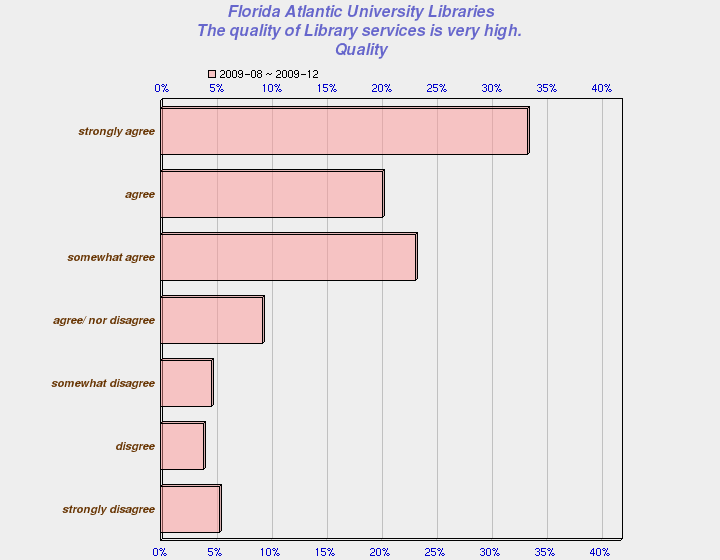 Florida Atlantic University Libraries
The quality of Library services is very high.
Quality
2009-08 ~ 2009-12
0% 5% 10% 15% 20% 25% 30% 35% 40%
strongly agree
agree
somewhat agree
agree/ nor disagree
somewhat disagree
disgree
strongly disagree
0% 5% 10% 15% 20% 25% 30% 35% 40%